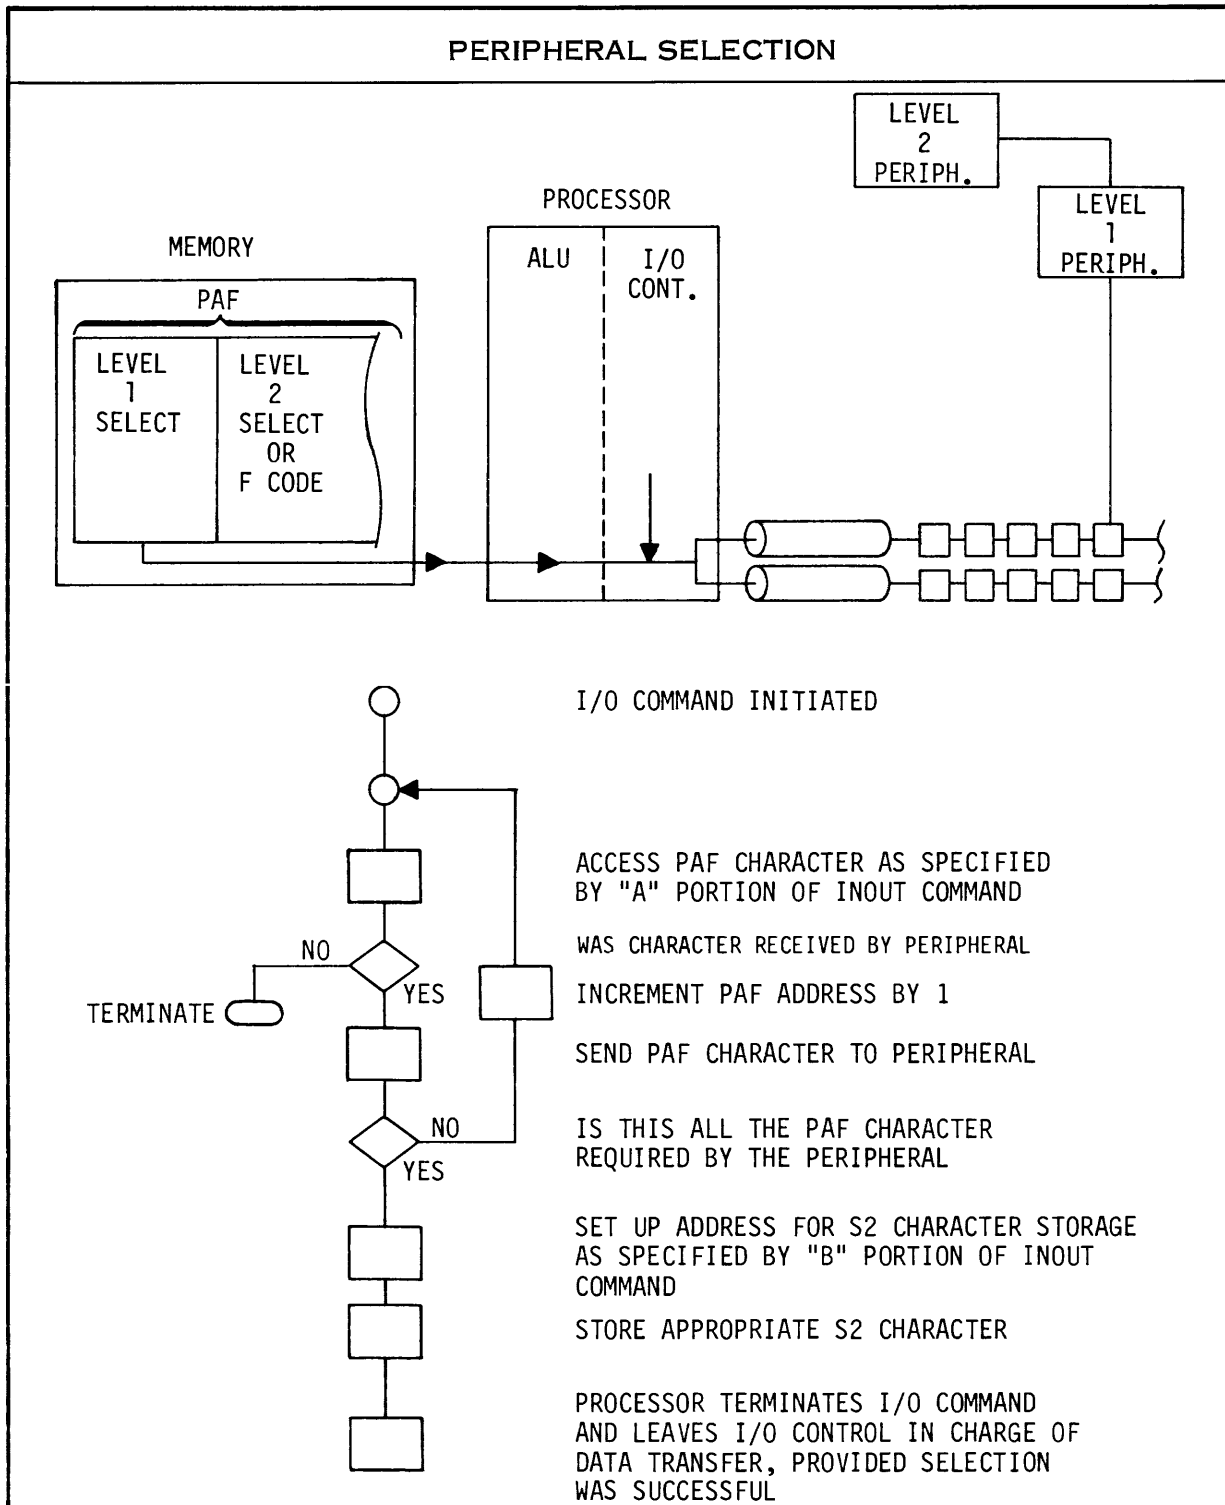 PERIPHERAL SELECTION
LEVEL
2
PERIPH.
LEVEL
1
PERIPH.
PROCESSOR
ALU
I/O
CONT.
MEMORY
PAF
LEVEL
1
SELECT
LEVEL
2
SELECT
OR
F CODE
I/O COMMAND INITIATED
ACCESS PAF CHARACTER AS SPECIFIED
BY "A" PORTION OF INOUT COMMAND
WAS CHARACTER RECEIVED BY PERIPHERAL
NO
YES
TERMINATE
INCREMENT PAF ADDRESS BY 1
SEND PAF CHARACTER TO PERIPHERAL
NO
YES
IS THIS ALL THE PAF CHARACTER
REQUIRED BY THE PERIPHERAL
SET UP ADDRESS FOR S2 CHARACTER STORAGE
AS SPECIFIED BY "B" PORTION OF INOUT
COMMAND
STORE APPROPRIATE S2 CHARACTER
PROCESSOR TERMINATES I/O COMMAND
AND LEAVES I/O CONTROL IN CHARGE OF
DATA TRANSFER, PROVIDED SELECTION
WAS SUCCESSFUL